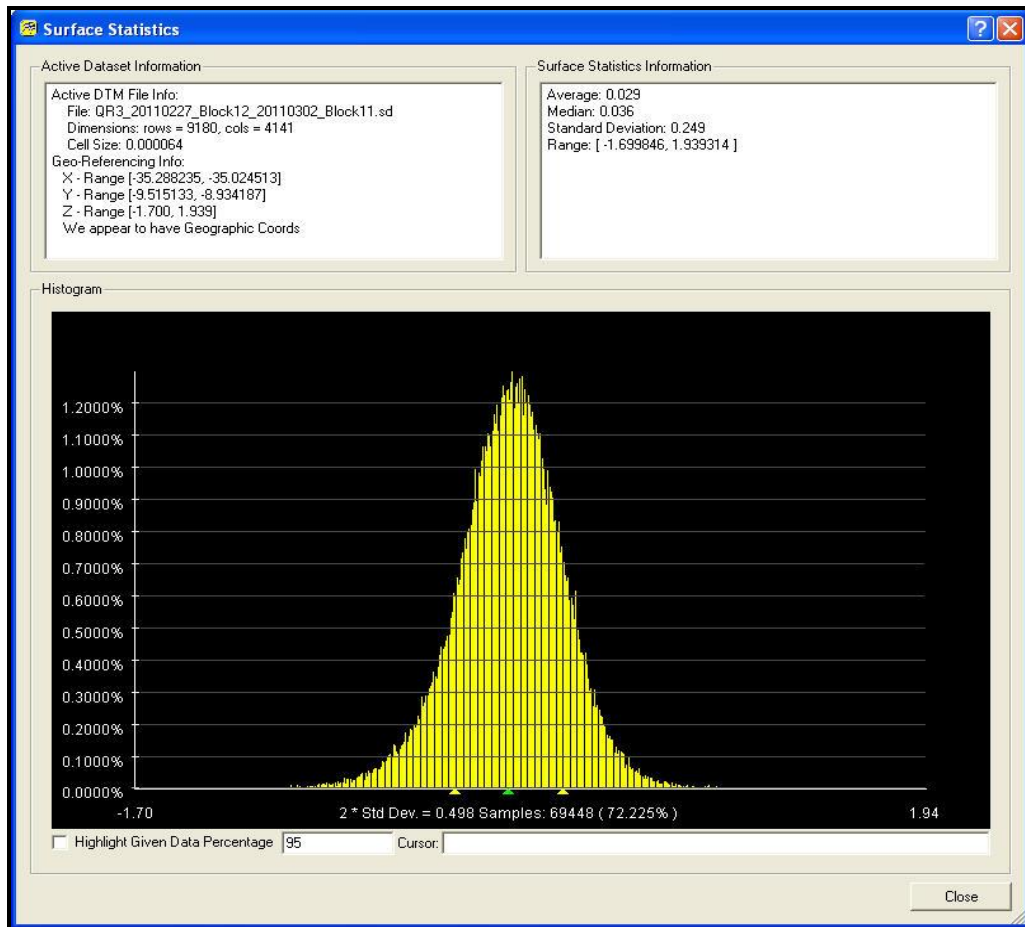 Surface Statistics
Active Dataset Information
Active DTM File Info:
File: QR3_20110227_Block12_20110302_Block11.sd
Dimensions: rows = 9180, cols = 4141
Cell Size: 0.000064
Geo-Referencing Info:
X - Range [-35.288235, -35.024513]
Y - Range [-9.515133, -8.934187]
Z - Range [-1.700, 1.939]
We appear to have Geographic Coords
Surface Statistics Information
Average: 0.029
Median: 0.036
Standard Deviation: 0.249
Range: [ -1.699846, 1.939314 ]
Histogram
1.2000%
1.1000%
1.0000%
0.9000%
0.8000%
0.7000%
0.6000%
0.5000%
0.4000%
0.3000%
0.2000%
0.1000%
0.0000%
-1.70 2 * Std Dev. = 0.498 Samples: 69448 ( 72.225% ) 1.94
Highlight Given Data Percentage 95 Cursor:
Close